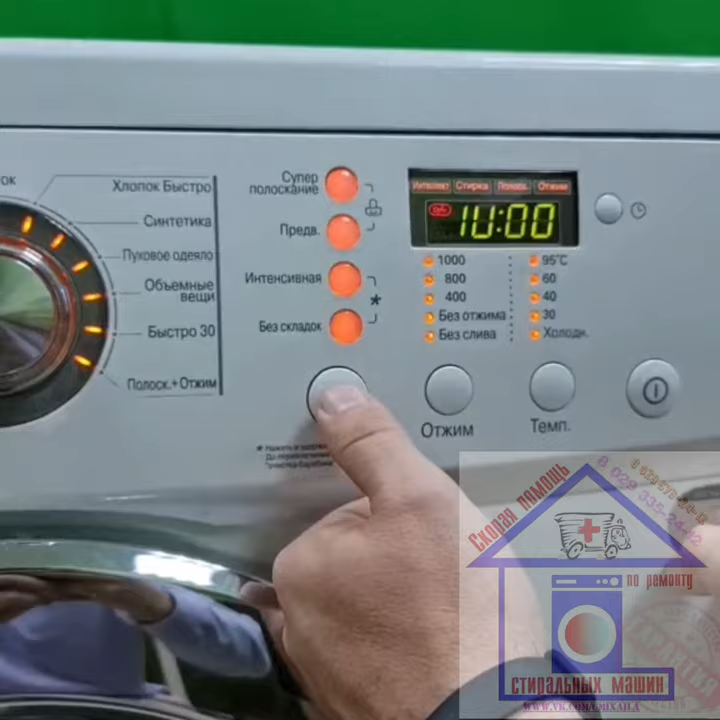 ок
Хлопок Быстро
Синтетика
Пуховое одеяло
Объемные
вещи
Быстро 30
Полоск.+Отжим
Супер
полоскание
Предв.
Интенсивная
*
Без складок
Интеллект Стирка Полоск. Отжим
10:00
1000
800
400
Без отжима
Без слива
95°C
60
40
30
Холодн.
Отжим
Темп.
Скорая помощь
по ремонту
стиральных машин